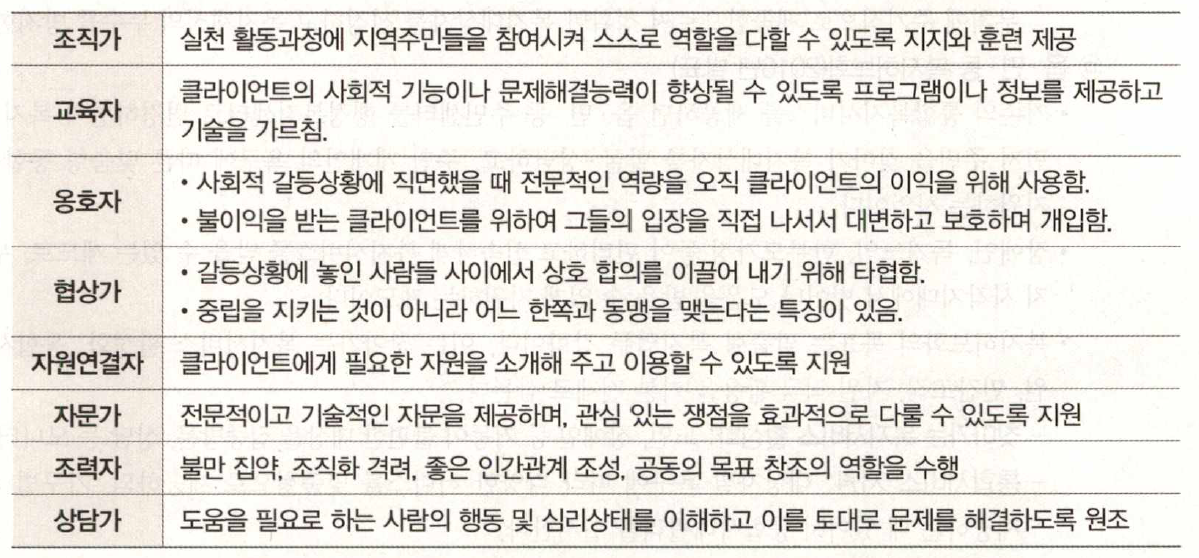 조직가 실천 활동과정에 지역주민들을 참여시켜 스스로 역할을 다할 수 있도록 지지와 훈련 제공
교육자 클라이언트의 사회적 기능이나 문제해결능력이 향상될 수 있도록 프로그램이나 정보를 제공하고
기술을 가르침.
옹호자 • 사회적 갈등상황에 직면했을 때 전문적인 역량을 오직 클라이언트의 이익을 위해 사용함.
• 불이익을 받는 클라이언트를 위하여 그들의 입장을 직접 나서서 대변하고 보호하며 개입함.
협상가 • 갈등상황에 놓인 사람들 사이에서 상호 합의를 이끌어 내기 위해 타협함.
• 중립을 지키는 것이 아니라 어느 한쪽과 동맹을 맺는다는 특징이 있음.
자원연결자 클라이언트에게 필요한 자원을 소개해 주고 이용할 수 있도록 지원
자문가 전문적이고 기술적인 자문을 제공하며, 관심 있는 쟁점을 효과적으로 다룰 수 있도록 지원
조력자 불만 집약, 조직화 격려, 좋은 인간관계 조성, 공동의 목표 창조의 역할을 수행
상담가 도움을 필요로 하는 사람의 행동 및 심리상태를 이해하고 이를 토대로 문제를 해결하도록 원조